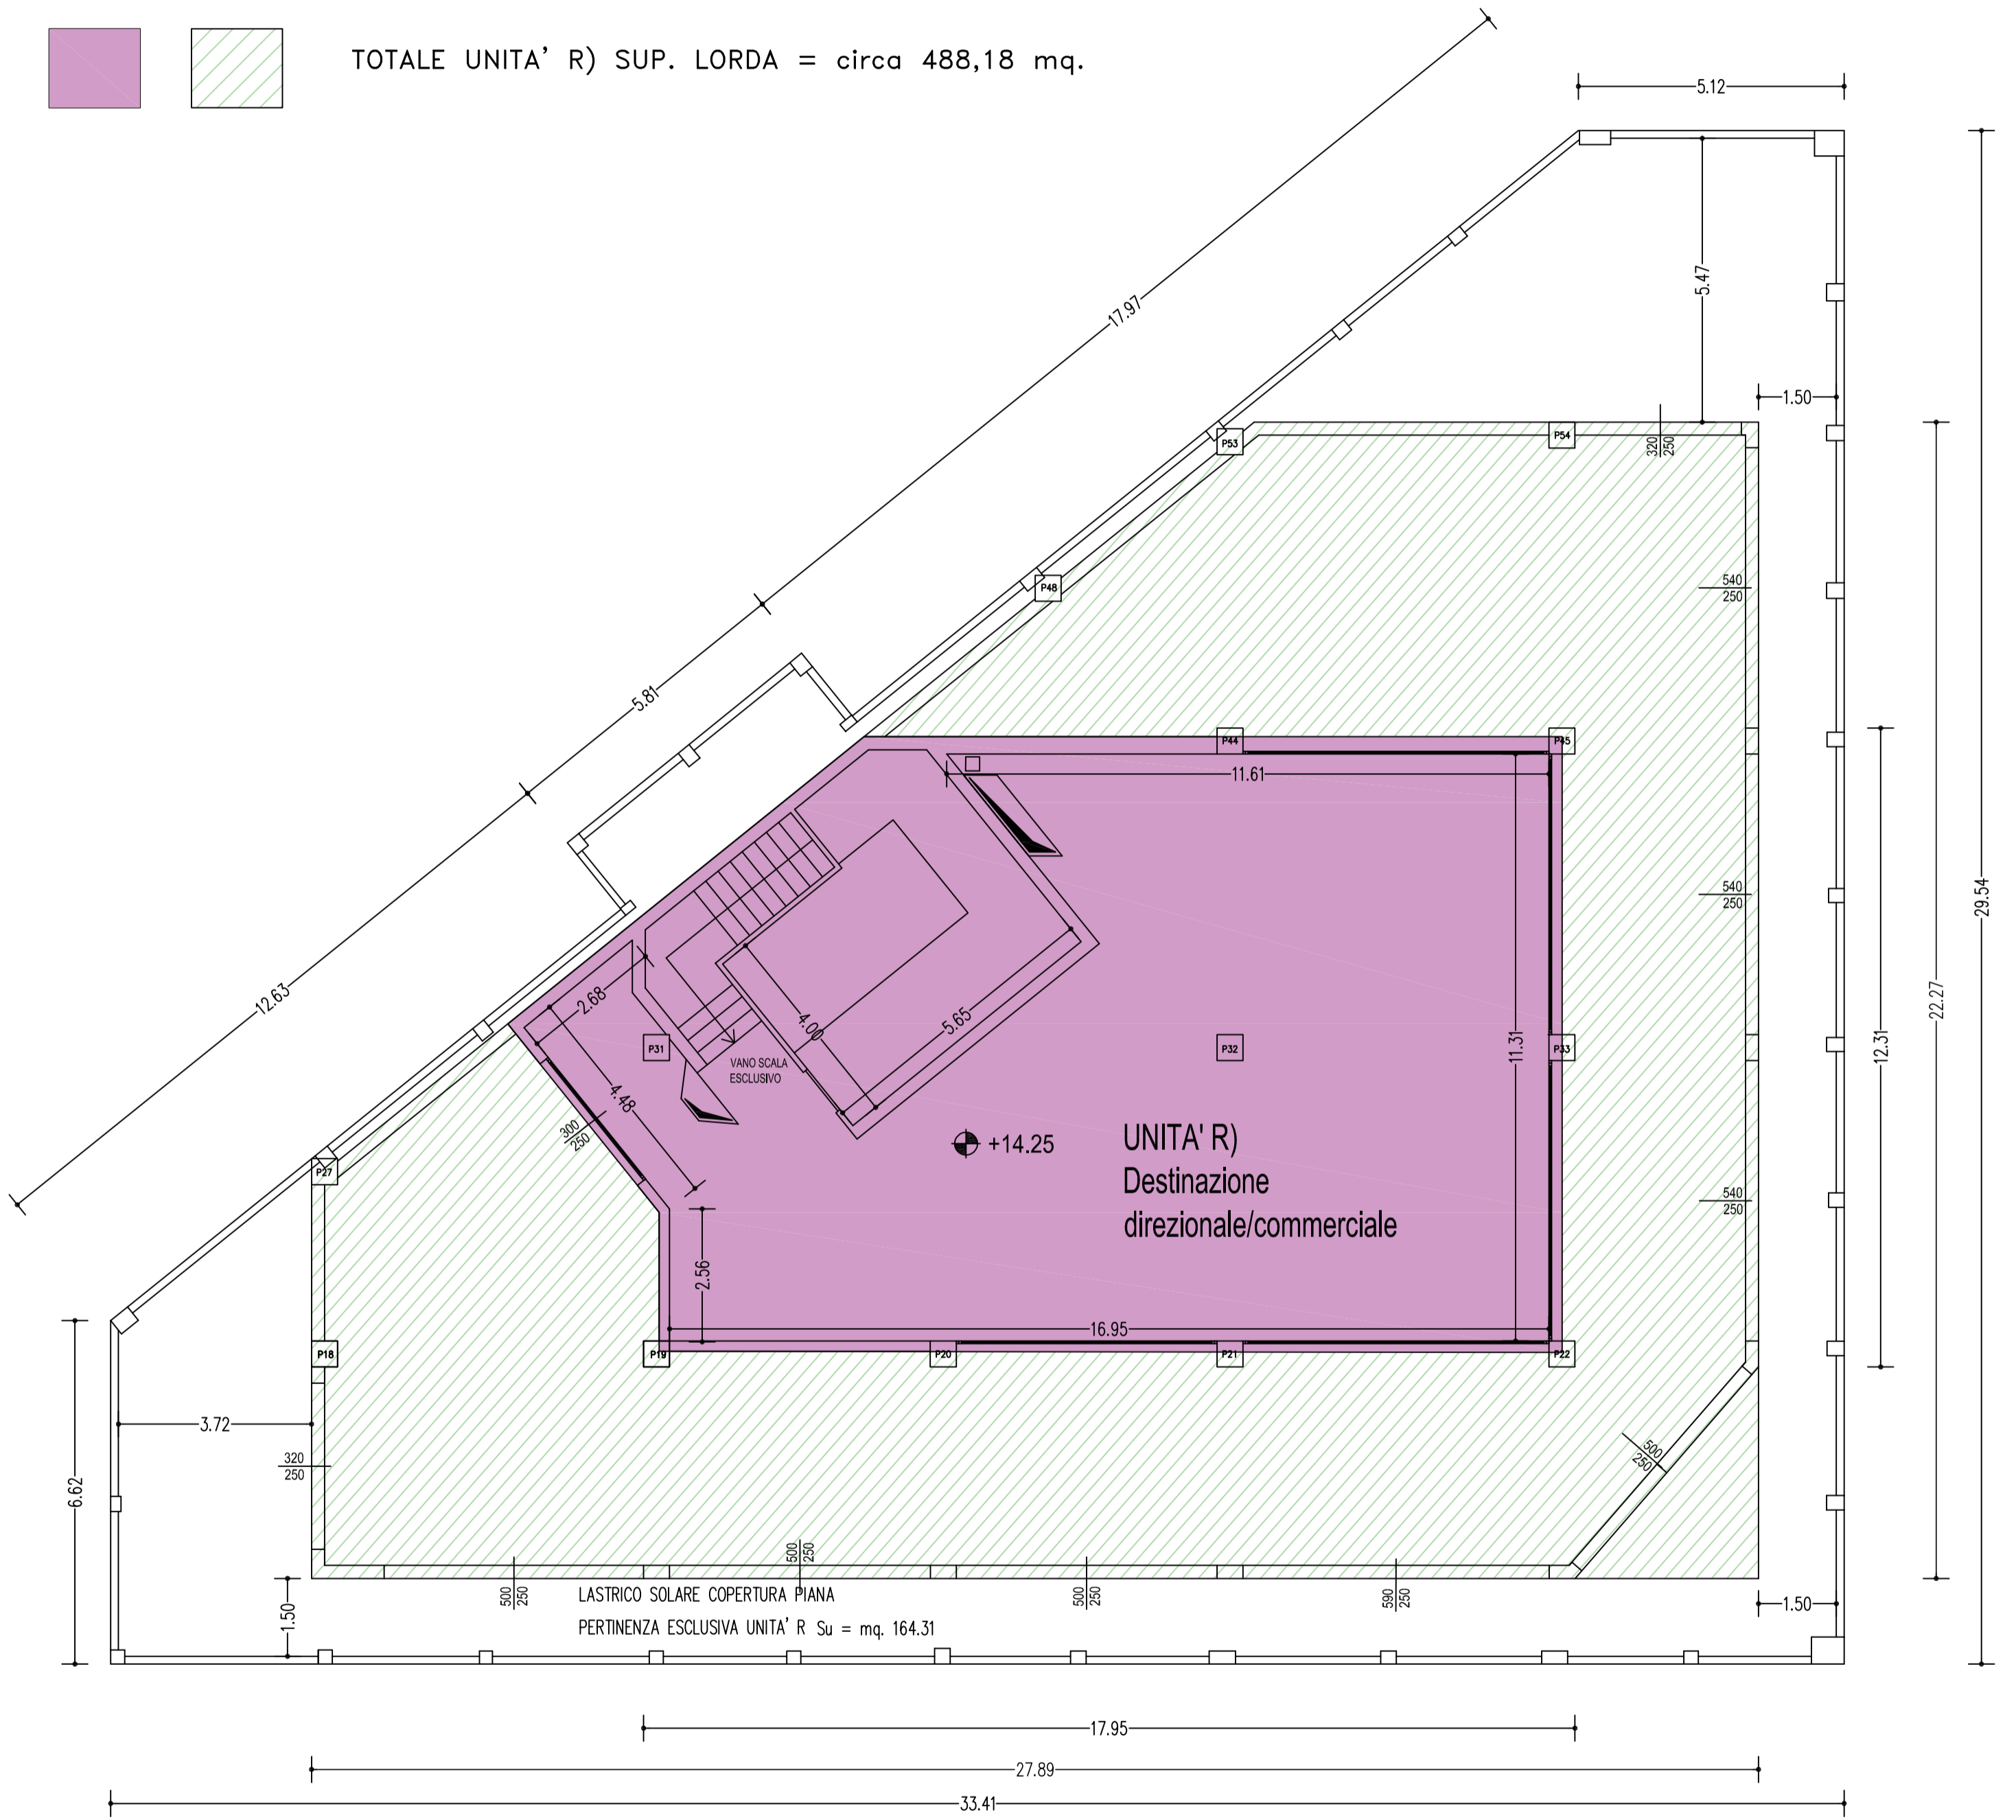 TOTALE UNITA' R) SUP. LORDA = circa 488,18 mq.
5.12
17.97
5.47
1.50
P53
P54
320
250
P48
540
250
5.81
P44
P45
11.61
540
250
29.54
22.27
12.63
2.68
4.00
5.65
P31
P32
P33
11.31
12.31
VANO SCALA
ESCLUSIVO
4.48
300
250
+14.25
UNITA' R)
Destinazione
direzionale/commerciale
P27
540
250
2.56
16.95
P18
P19
P20
P21
P22
3.72
320
250
500
250
6.62
500
250
1.50
500
250
500
250
590
250
1.50
LASTRICO SOLARE COPERTURA PIANA
PERTINENZA ESCLUSIVA UNITA' R Su = mq. 164.31
17.95
27.89
33.41